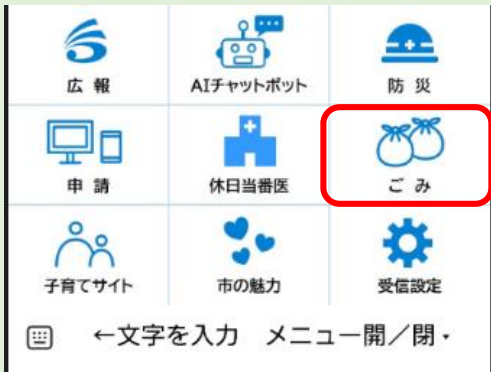 広報 AIチャットボット 防災
申請 休日当番医 ごみ
子育てサイト 市の魅力 受信設定
←文字を入力 メニュー開／閉